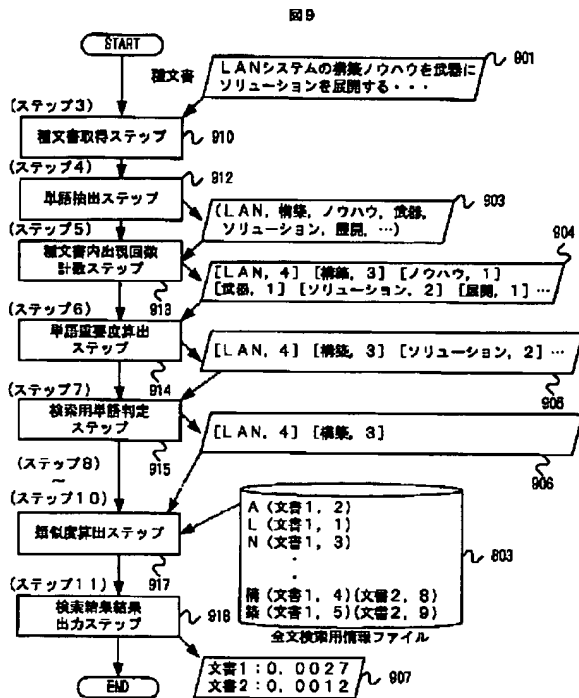 図9
START
901
種文書
LANシステムの構築ノウハウを武器に
ソリューションを展開する・・・
(ステップ3)
種文書取得ステップ
910
(ステップ4)
912
単語抽出ステップ
903
(LAN, 構築, ノウハウ, 武器,
ソリューション, 展開, …)
(ステップ5)
904
種文書内出現回数
計数ステップ
913
[LAN, 4] [構築, 3] [ノウハウ, 1]
[武器, 1] [ソリューション, 2] [展開, 1] …
(ステップ6)
単語重要度算出
ステップ
914
[LAN, 4] [構築, 3] [ソリューション, 2] …
905
(ステップ7)
検索用単語判定
ステップ
915
[LAN, 4] [構築, 3]
906
(ステップ8)
~
(ステップ10)
類似度算出ステップ
917
A (文書1, 2)
L (文書1, 1)
N (文書1, 3)
・
・
構 (文書1, 4)(文書2, 8)
築 (文書1, 5)(文書2, 9)
803
全文検索用情報ファイル
(ステップ11)
検索結果結果
出力ステップ
918
文書1:0, 0027
文書2:0, 0012
907
END